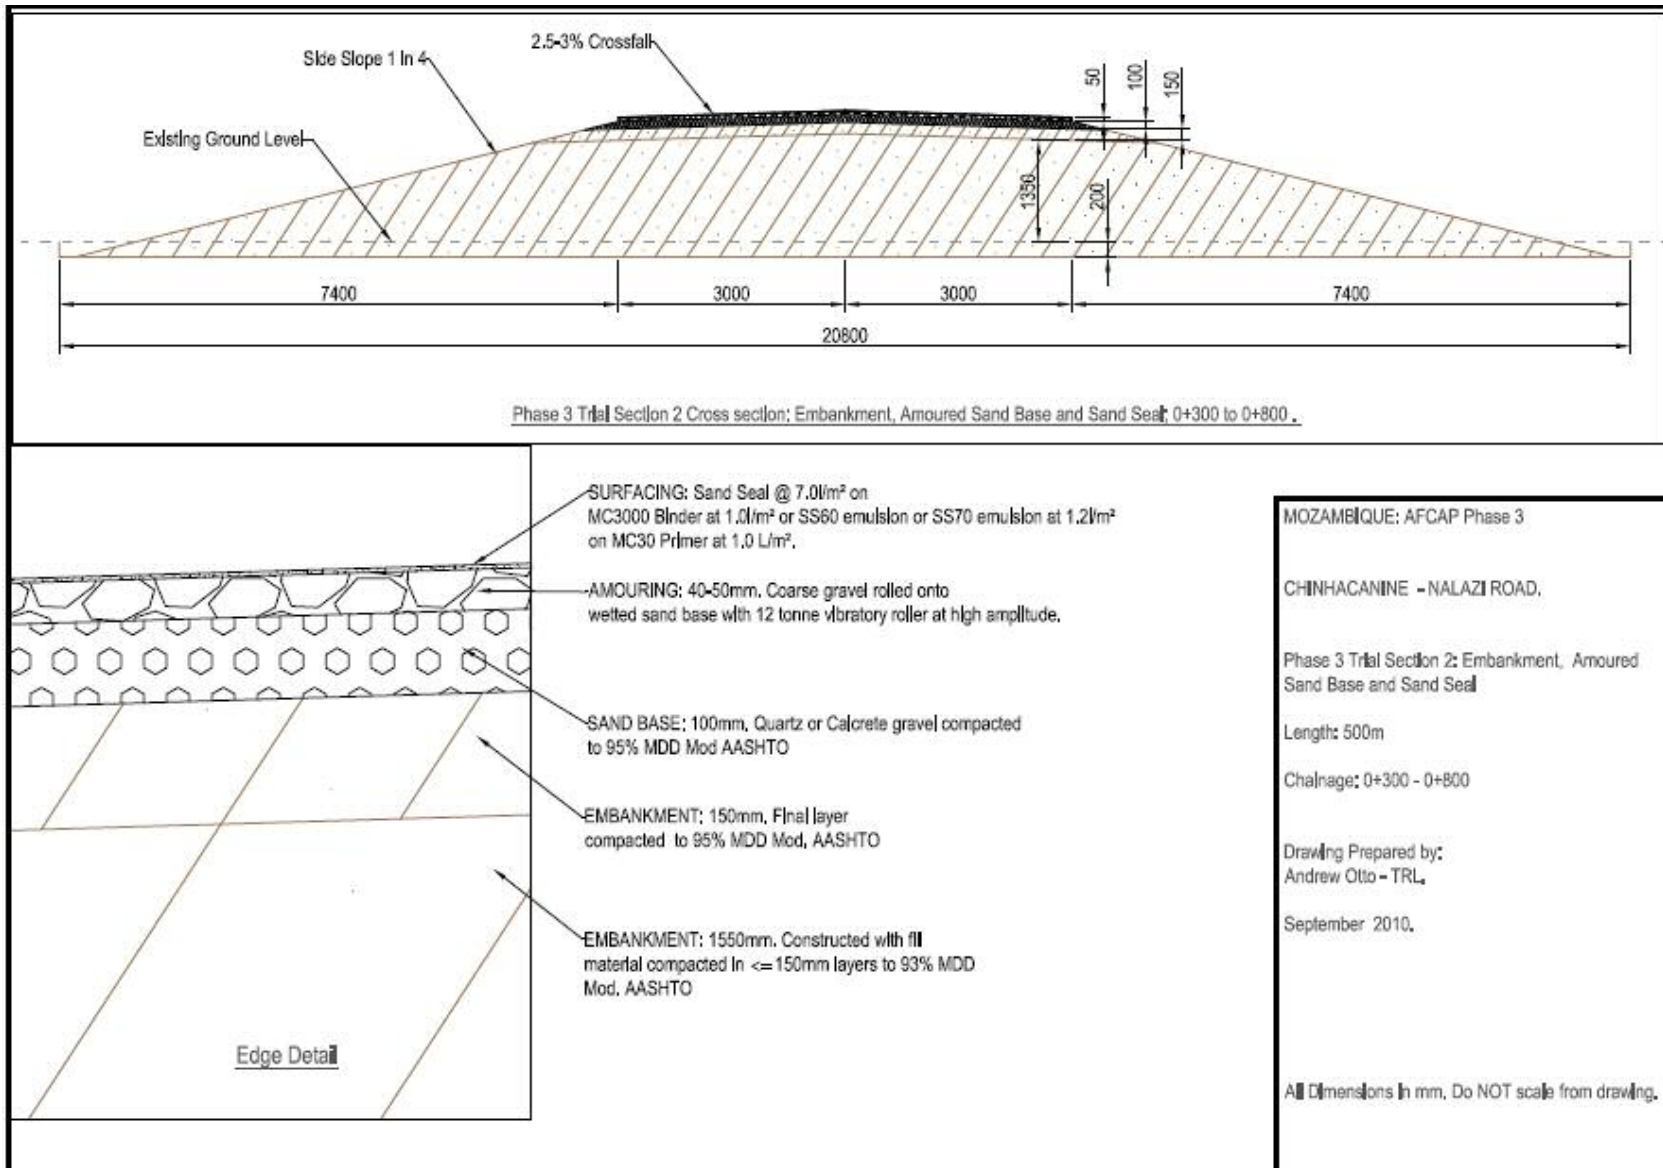 2.5-3% Crossfall
Side Slope 1 in 4
Existing Ground Level
50
100
150
1350
200
7400
3000
3000
7400
20800
Phase 3 Trial Section 2 Cross section: Embankment, Amoured Sand Base and Sand Seal; 0+300 to 0+800 .
SURFACING: Sand Seal @ 7.0l/m² on
MC3000 Binder at 1.0l/m² or SS60 emulsion or SS70 emulsion at 1.2l/m²
on MC30 Primer at 1.0 L/m².
AMOURING: 40-50mm. Coarse gravel rolled onto
wetted sand base with 12 tonne vibratory roller at high amplitude.
SAND BASE: 100mm. Quartz or Calcrete gravel compacted
to 95% MDD Mod AASHTO
EMBANKMENT: 150mm. Final layer
compacted to 95% MDD Mod. AASHTO
EMBANKMENT: 1550mm. Constructed with fill
material compacted in <=150mm layers to 93% MDD
Mod. AASHTO
Edge Detail
MOZAMBIQUE: AFCAP Phase 3
CHINHACANINE - NALAZI ROAD.
Phase 3 Trial Section 2: Embankment, Amoured
Sand Base and Sand Seal
Length: 500m
Chainage: 0+300 - 0+800
Drawing Prepared by:
Andrew Otto - TRL.
September 2010.
All Dimensions in mm. Do NOT scale from drawing.